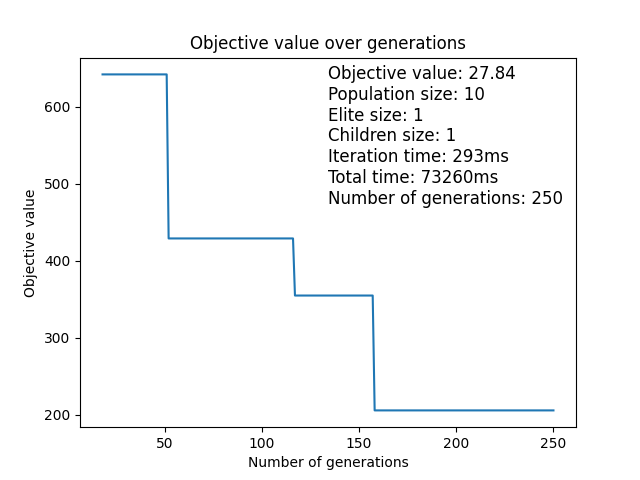 Objective value over generations
Objective value: 27.84
Population size: 10
Elite size: 1
Children size: 1
Iteration time: 293ms
Total time: 73260ms
Number of generations: 250
Objective value
600
500
400
300
200
50 100 150 200 250
Number of generations